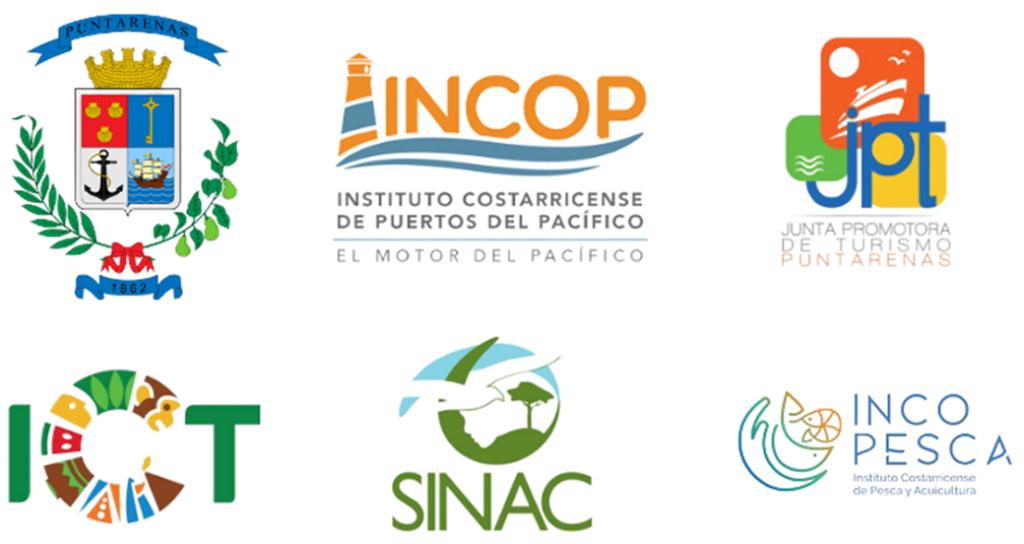 PUNTARENAS
1862
INCOP
INSTITUTO COSTARRICENSE
DE PUERTOS DEL PACÍFICO
EL MOTOR DEL PACÍFICO
jpt
JUNTA PROMOTORA
DE TURISMO
PUNTARENAS
ICT
SINAC
INCO
PESCA
Instituto Costarricense
de Pesca y Acuicultura